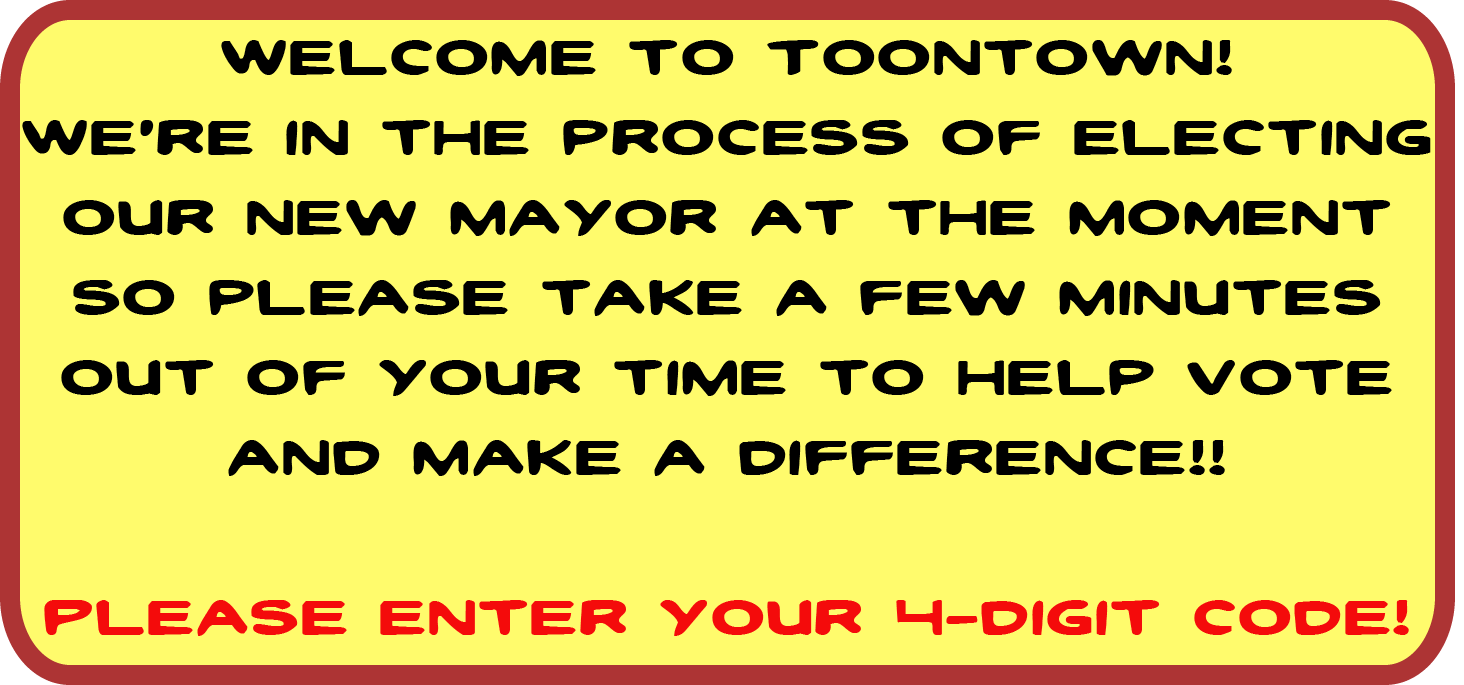 WELCOME TO TOONTOWN!
WE'RE IN THE PROCESS OF ELECTING
OUR NEW MAYOR AT THE MOMENT
SO PLEASE TAKE A FEW MINUTES
OUT OF YOUR TIME TO HELP VOTE
AND MAKE A DIFFERENCE!!
PLEASE ENTER YOUR 4-DIGIT CODE!